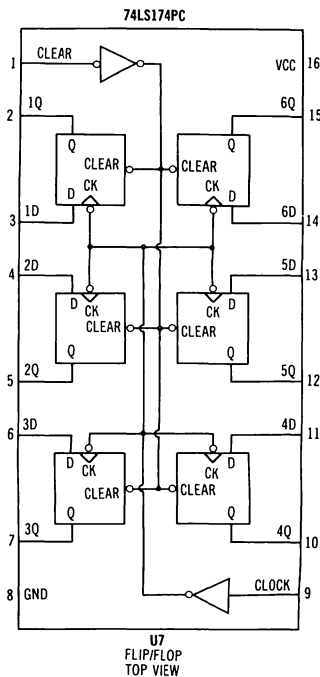 74LS174PC
1 CLEAR VCC 16
2 1Q 6Q 15
Q Q
CLEAR CLEAR
D CK CK D
3 1D 6D 14
4 2D 5D 13
D CK CK D
CLEAR CLEAR
Q Q
5 2Q 5Q 12
6 3D 4D 11
D CK CK D
CLEAR CLEAR
Q Q
7 3Q 4Q 10
8 GND CLOCK 9
U7
FLIP/FLOP
TOP VIEW